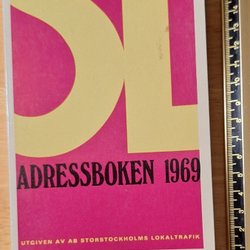 SL
ADRESSBOKEN 1969
UTGIVEN AV AB STORSTOCKHOLMS LOKALTRAFIK